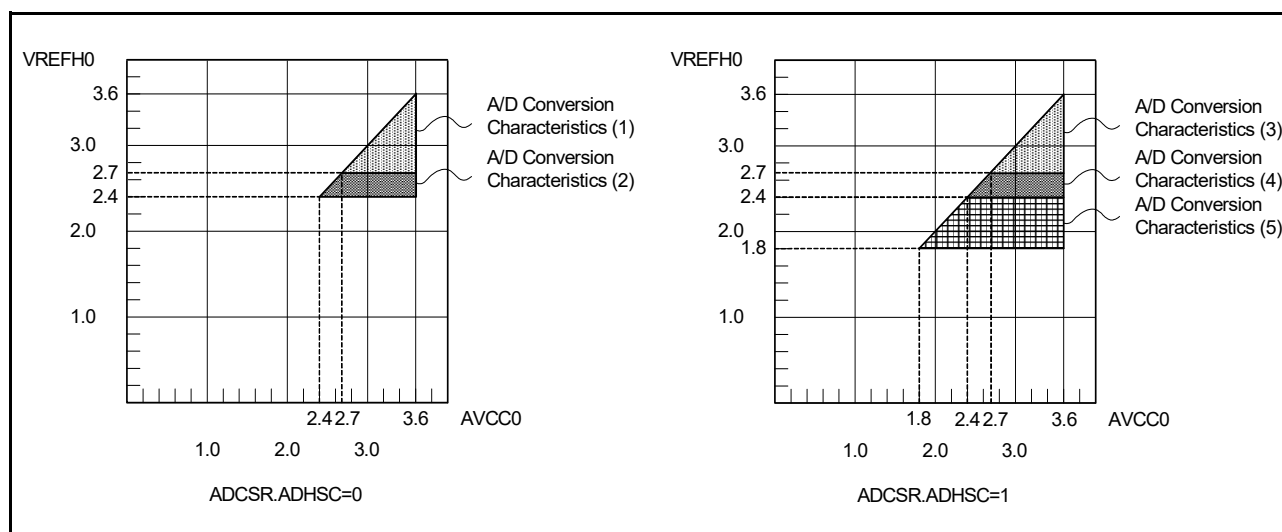 VREFH0
3.6
3.0
2.7
2.4
2.0
1.0
A/D Conversion
Characteristics (1)
A/D Conversion
Characteristics (2)
2.4 2.7 3.6 AVCC0
1.0 2.0 3.0
ADCSR.ADHSC=0
VREFH0
3.6
3.0
2.7
2.4
2.0
1.8
1.0
A/D Conversion
Characteristics (3)
A/D Conversion
Characteristics (4)
A/D Conversion
Characteristics (5)
1.8 2.4 2.7 3.6 AVCC0
1.0 2.0 3.0
ADCSR.ADHSC=1